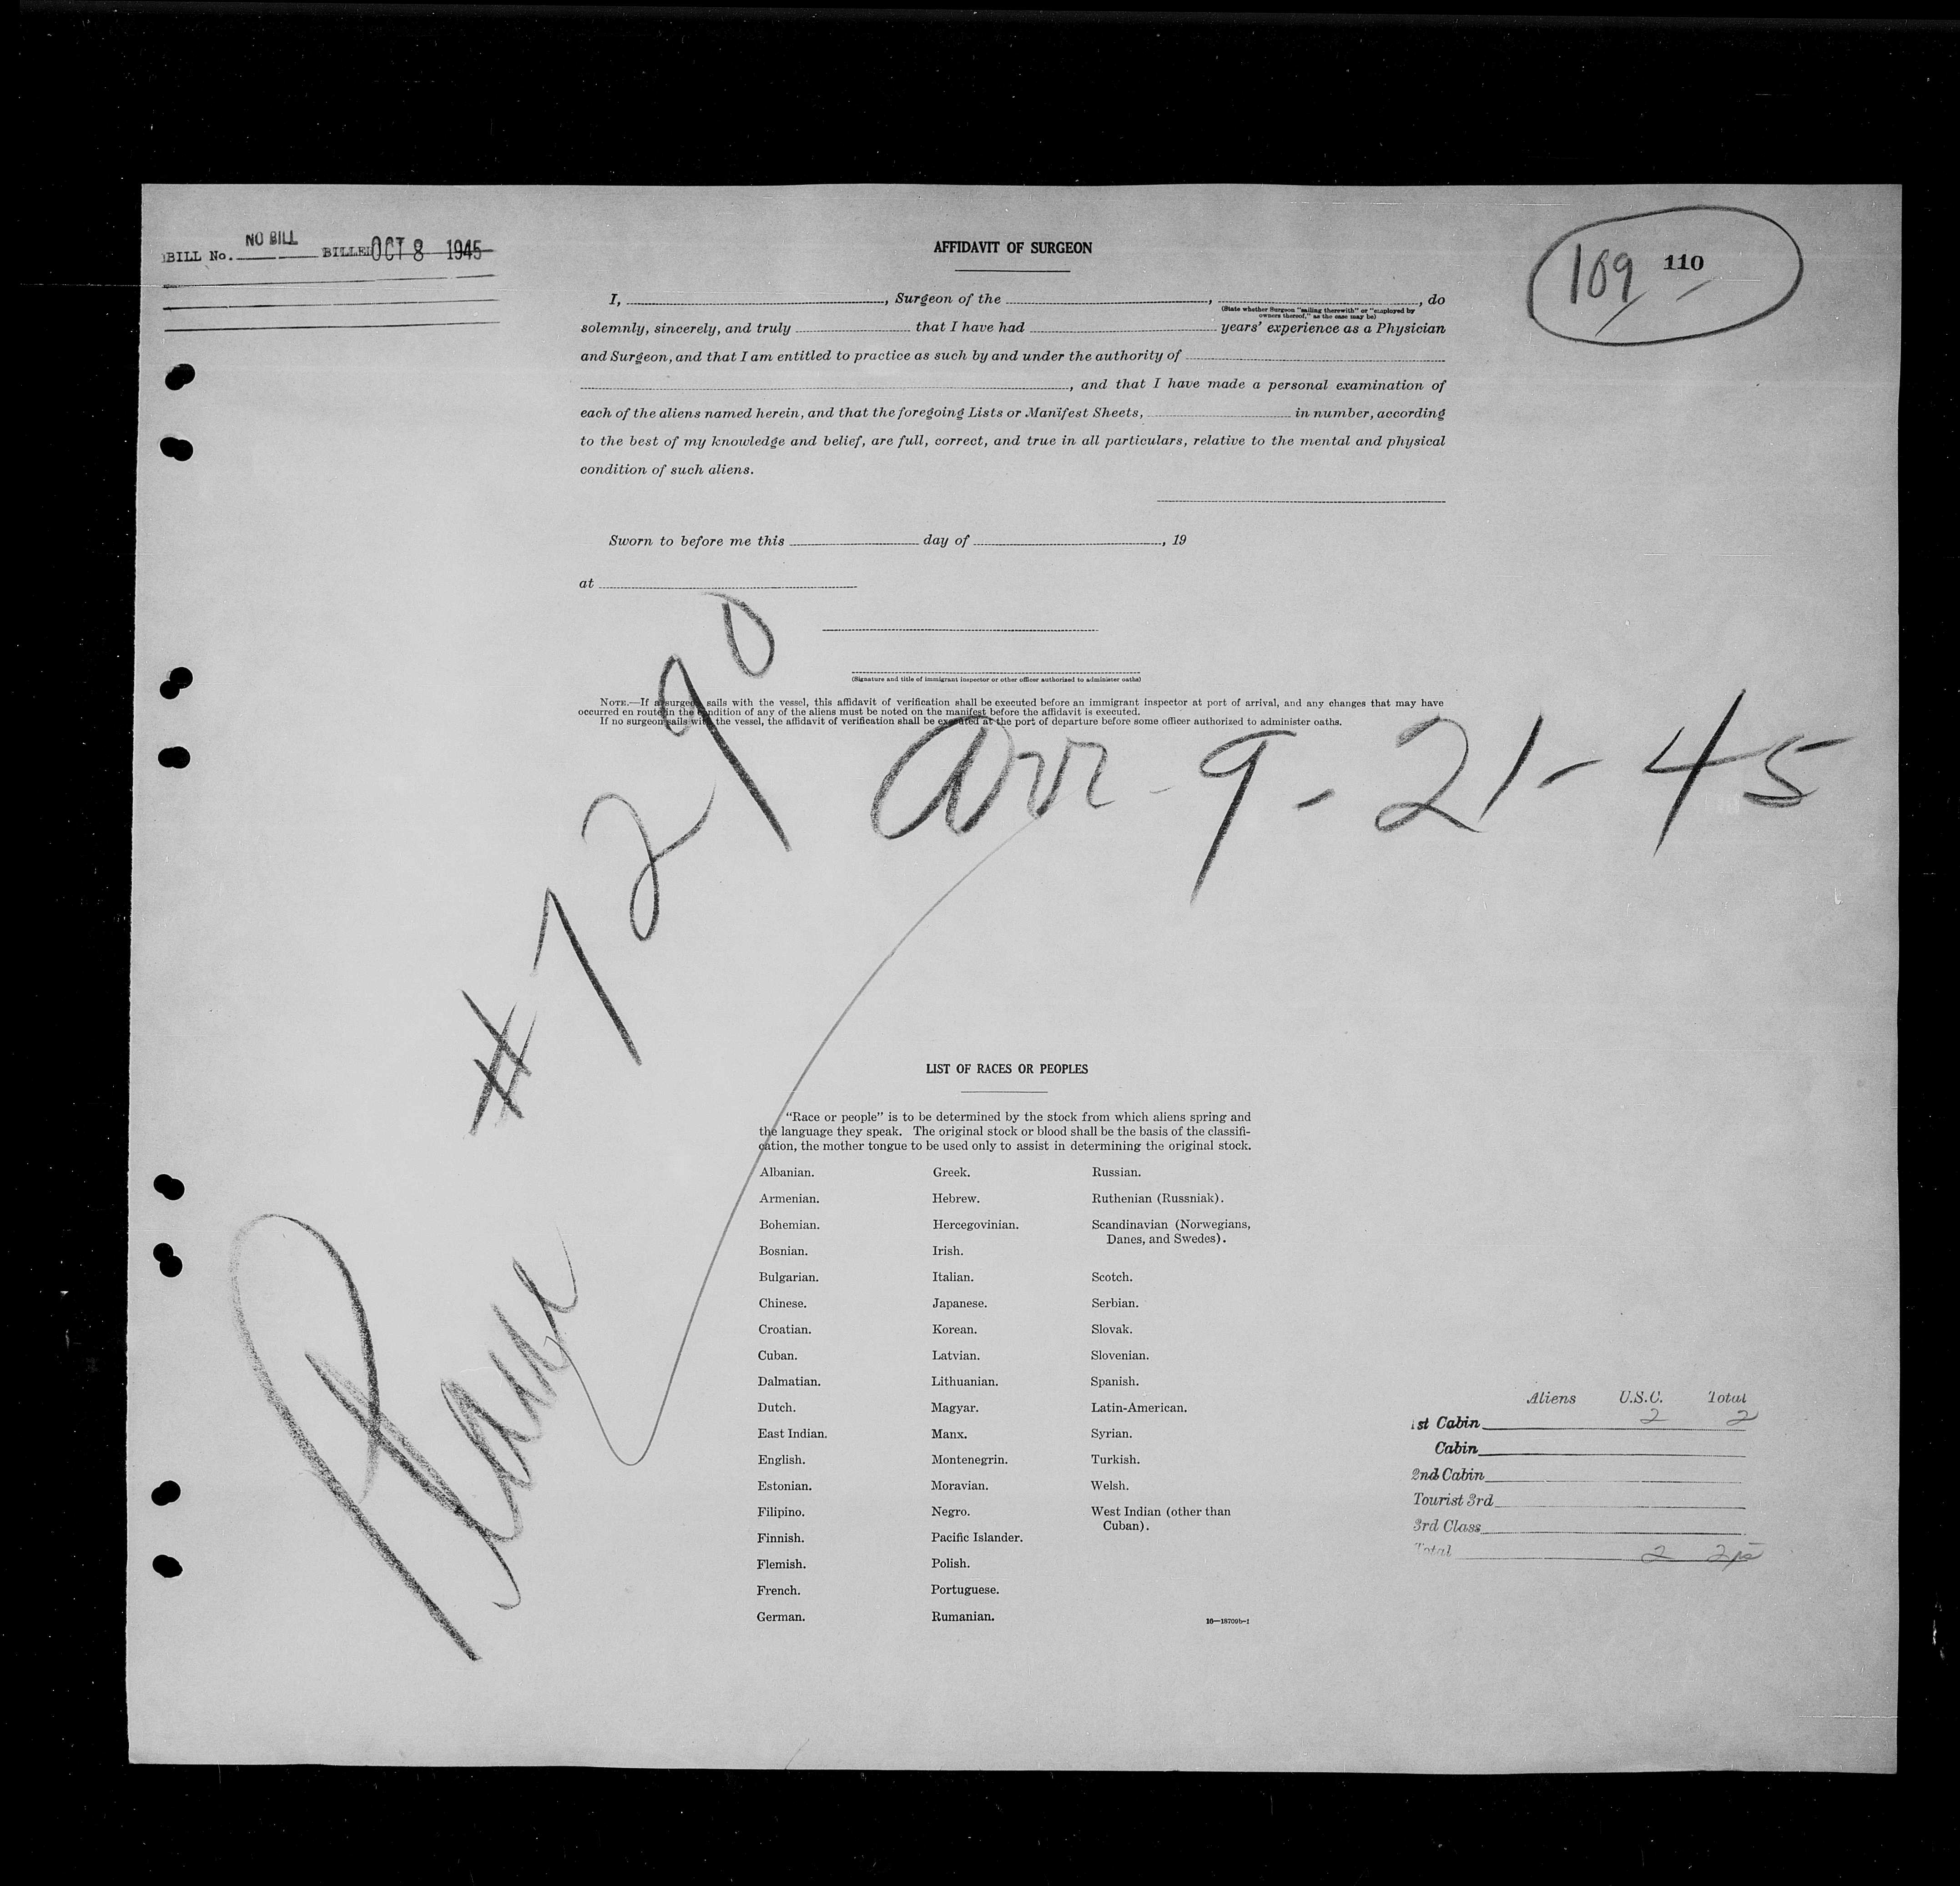 BILL No. NO BILL BILLED OCT 8 1945
AFFIDAVIT OF SURGEON
109 110
I, , Surgeon of the , , do
(State whether Surgeon "sailing therewith" or "employed by
owners thereof," as the case may be)
solemnly, sincerely, and truly that I have had years' experience as a Physician
and Surgeon, and that I am entitled to practice as such by and under the authority of
, and that I have made a personal examination of
each of the aliens named herein, and that the foregoing Lists or Manifest Sheets, in number, according
to the best of my knowledge and belief, are full, correct, and true in all particulars, relative to the mental and physical
condition of such aliens.
Sworn to before me this day of , 19
at
(Signature and title of immigrant inspector or other officer authorized to administer oaths)
NOTE.—If a surgeon sails with the vessel, this affidavit of verification shall be executed before an immigrant inspector at port of arrival, and any changes that may have
occurred en route in the condition of any of the aliens must be noted on the manifest before the affidavit is executed.
If no surgeon sails with the vessel, the affidavit of verification shall be executed at the port of departure before some officer authorized to administer oaths.
Plane #7290
arr - 9 - 21 - 45
LIST OF RACES OR PEOPLES
"Race or people" is to be determined by the stock from which aliens spring and
the language they speak. The original stock or blood shall be the basis of the classifi-
cation, the mother tongue to be used only to assist in determining the original stock.
Albanian.
Armenian.
Bohemian.
Bosnian.
Bulgarian.
Chinese.
Croatian.
Cuban.
Dalmatian.
Dutch.
East Indian.
English.
Estonian.
Filipino.
Finnish.
Flemish.
French.
German.
Greek.
Hebrew.
Hercegovinian.
Irish.
Italian.
Japanese.
Korean.
Latvian.
Lithuanian.
Magyar.
Manx.
Montenegrin.
Moravian.
Negro.
Pacific Islander.
Polish.
Portuguese.
Rumanian.
Russian.
Ruthenian (Russniak).
Scandinavian (Norwegians,
Danes, and Swedes).
Scotch.
Serbian.
Slovak.
Slovenian.
Spanish.
Latin-American.
Syrian.
Turkish.
Welsh.
West Indian (other than
Cuban).
16—18709b-1
Aliens U.S.C. Total
1st Cabin 2 2
Cabin
2nd Cabin
Tourist 3rd
3rd Class
Total 2 2